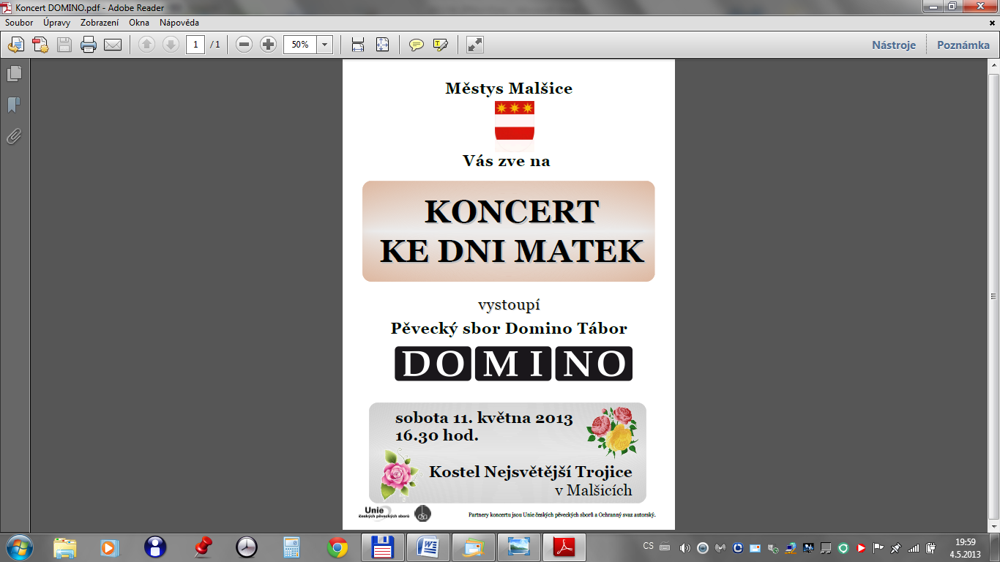 Koncert DOMINO.pdf - Adobe Reader
Soubor Úpravy Zobrazení Okna Nápověda
1 / 1 50% Nástroje Poznámka
Městys Malšice
Vás zve na
KONCERT
KE DNI MATEK
vystoupí
Pěvecký sbor Domino Tábor
DOMINO
sobota 11. května 2013
16.30 hod.
Kostel Nejsvětější Trojice
v Malšicích
Unie
českých pěveckých sborů
Partnery koncertu jsou Unie českých pěveckých sborů a Ochranný svaz autorský.
CS
19:59
4.5.2013